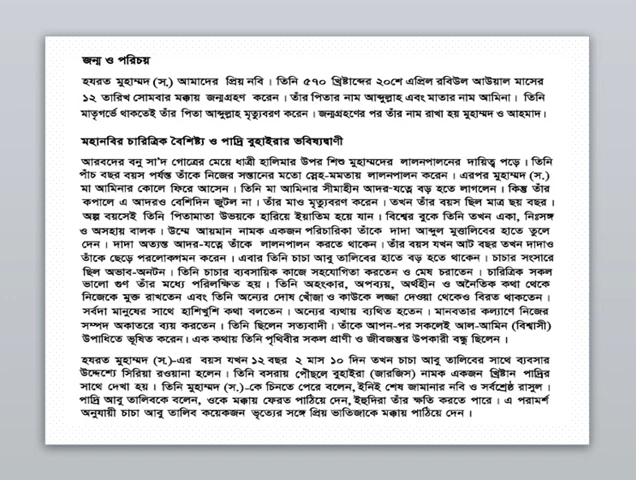 জন্ম ও পরিচয়
হযরত মুহাম্মদ (স.) আমাদের প্রিয় নবি । তিনি ৫৭০ খ্রিষ্টাব্দের ২০শে এপ্রিল রবিউল আউয়াল মাসের
১২ তারিখ সোমবার মক্কায় জন্মগ্রহণ করেন । তাঁর পিতার নাম আব্দুল্লাহ এবং মাতার নাম আমিনা । তিনি
মাতৃগর্ভে থাকতেই তাঁর পিতা আব্দুল্লাহ মৃত্যুবরণ করেন । জন্মগ্রহণের পর তাঁর নাম রাখা হয় মুহাম্মদ ও আহমাদ।
মহানবির চারিত্রিক বৈশিষ্ট্য ও পাদ্রি বুহাইরার ভবিষ্যদ্বাণী
আরবদের বনু সা'দ গোত্রের মেয়ে ধাত্রী হালিমার উপর শিশু মুহাম্মদের লালনপালনের দায়িত্ব পড়ে । তিনি
পাঁচ বছর বয়স পর্যন্ত তাঁকে নিজের সন্তানের মতো স্নেহ-মমতায় লালনপালন করেন । এরপর মুহাম্মদ (স.)
মা আমিনার কোলে ফিরে আসেন । তিনি মা আমিনার সীমাহীন আদর-যত্নে বড় হতে লাগলেন । কিন্তু তাঁর
কপালে এ আদরও বেশিদিন জুটল না । তাঁর মাও মৃত্যুবরণ করেন । তখন তাঁর বয়স ছিল মাত্র ছয় বছর ।
অল্প বয়সেই তিনি পিতামাতা উভয়কে হারিয়ে ইয়াতিম হয়ে যান । বিশ্বের বুকে তিনি তখন একা, নিঃসঙ্গ
ও অসহায় বালক । উম্মে আয়মান নামক একজন পরিচারিকা তাঁকে দাদা আব্দুল মুত্তালিবের হাতে তুলে
দেন । দাদা অত্যন্ত আদর-যত্নে তাঁকে লালনপালন করতে থাকেন । তাঁর বয়স যখন আট বছর তখন দাদাও
তাঁকে ছেড়ে পরলোকগমন করেন । এবার তিনি চাচা আবু তালিবের হাতে বড় হতে থাকেন । চাচার সংসারে
ছিল অভাব-অনটন । তিনি চাচার ব্যবসায়িক কাজে সহযোগিতা করতেন ও মেষ চরাতেন । চারিত্রিক সকল
ভালো গুণ তাঁর মধ্যে পরিলক্ষিত হয় । তিনি অহংকার, অপব্যয়, অর্থহীন ও অনৈতিক কথা থেকে
নিজেকে মুক্ত রাখতেন এবং তিনি অন্যের দোষ খোঁজা ও কাউকে লজ্জা দেওয়া থেকেও বিরত থাকতেন ।
সর্বদা মানুষের সাথে হাশিখুশি কথা বলতেন । অন্যের ব্যথায় ব্যথিত হতেন । মানবতার কল্যাণে নিজের
সম্পদ অকাতরে ব্যয় করতেন । তিনি ছিলেন সত্যবাদী । তাঁকে আপন-পর সকলেই আল-আমিন (বিশ্বাসী)
উপাধিতে ভূষিত করেন। এক কথায় তিনি পৃথিবীর সকল প্রাণী ও জীবজন্তুর উপকারী বন্ধু ছিলেন ।
হযরত মুহাম্মদ (স.)-এর বয়স যখন ১২ বছর ২ মাস ১০ দিন তখন চাচা আবু তালিবের সাথে ব্যবসার
উদ্দেশ্যে সিরিয়া রওয়ানা হলেন । তিনি বসরায় পৌঁছলে বুহাইরা (জারজিস) নামক একজন খ্রিষ্টান পাদ্রির
সাথে দেখা হয় । তিনি মুহাম্মদ (স.)-কে চিনতে পেরে বলেন, ইনিই শেষ জামানার নবি ও সর্বশ্রেষ্ঠ রাসুল ।
পাদ্রি আবু তালিবকে বলেন, ওকে মক্কায় ফেরত পাঠিয়ে দেন, ইহুদিরা তাঁর ক্ষতি করতে পারে । এ পরামর্শ
অনুযায়ী চাচা আবু তালিব কয়েকজন ভৃত্যের সঙ্গে প্রিয় ভাতিজাকে মক্কায় পাঠিয়ে দেন ।